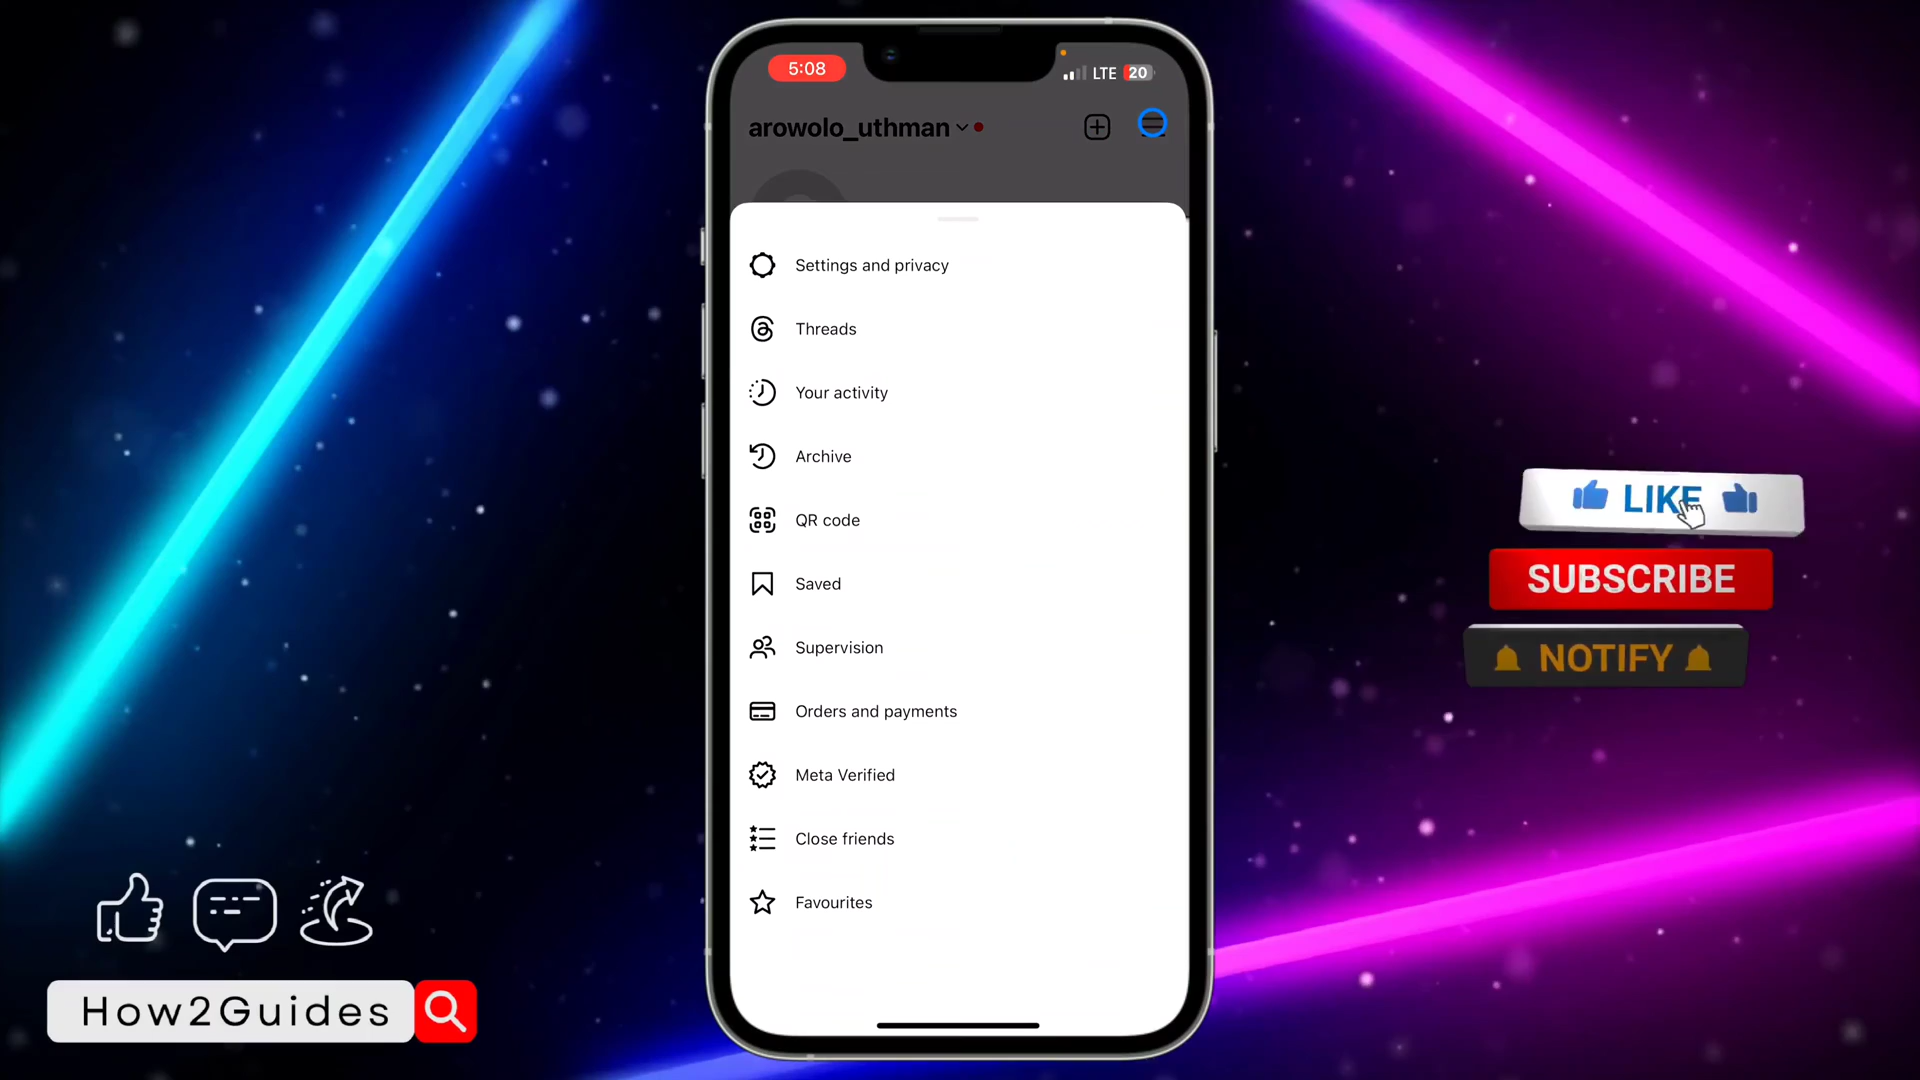 5:08
LTE 20
arowolo_uthman
Settings and privacy
Threads
Your activity
Archive
QR code
Saved
Supervision
Orders and payments
Meta Verified
Close friends
Favourites
LIKE
SUBSCRIBE
NOTIFY
How2Guides